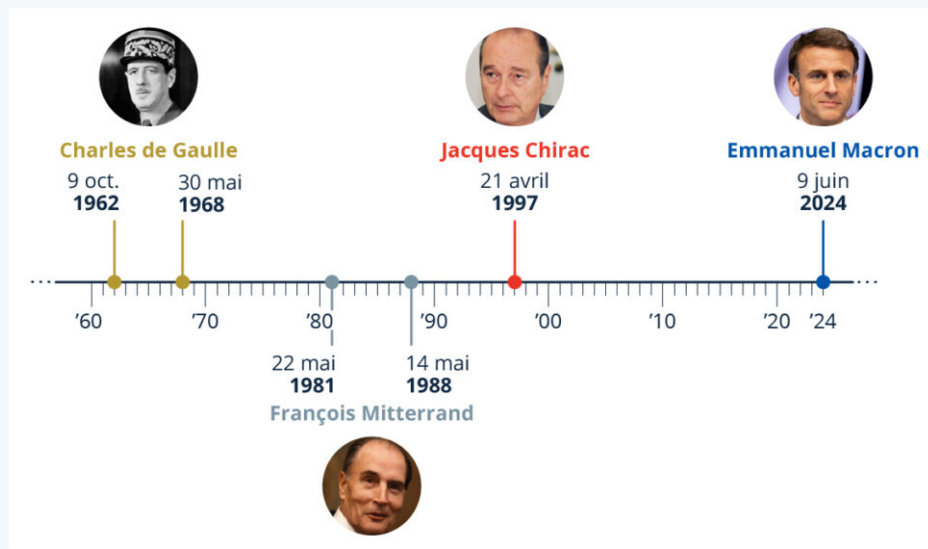 Charles de Gaulle
9 oct.
1962
30 mai
1968
Jacques Chirac
21 avril
1997
Emmanuel Macron
9 juin
2024
’60 ’70 ’80 ’90 ’00 ’10 ’20 ’24
22 mai
1981
14 mai
1988
François Mitterrand